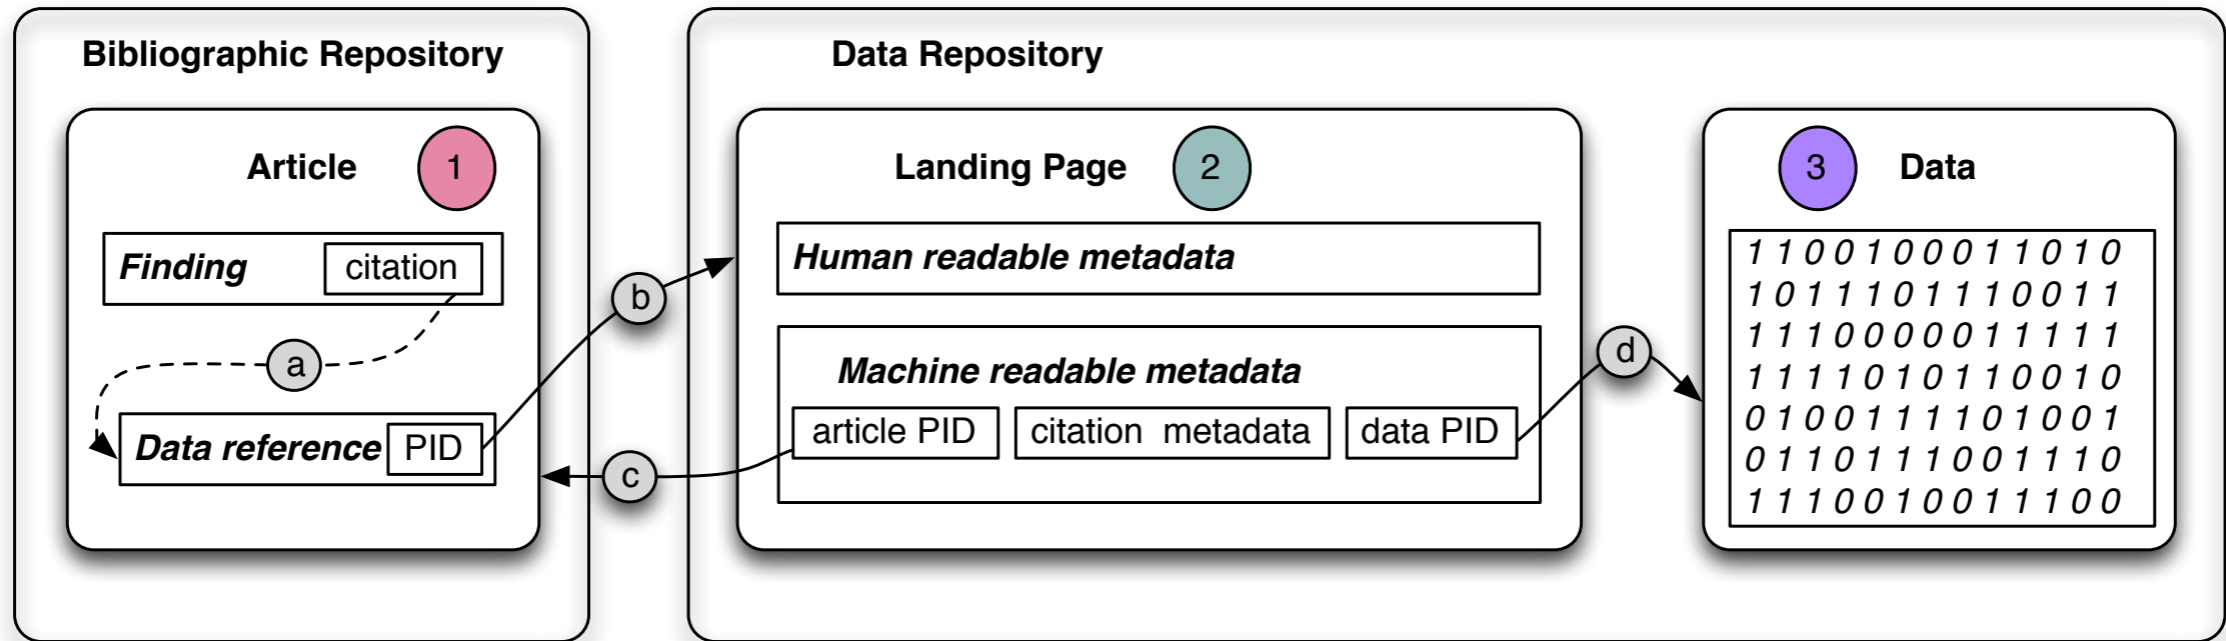 Bibliographic Repository
Article 1
Finding citation
a
Data reference PID
b
c
Data Repository
Landing Page 2
Human readable metadata
Machine readable metadata
article PID citation metadata data PID
d
3 Data
1 1 0 0 1 0 0 0 1 1 0 1 0
1 0 1 1 1 0 1 1 1 0 0 1 1
1 1 1 0 0 0 0 0 1 1 1 1 1
1 1 1 1 0 1 0 1 1 0 0 1 0
0 1 0 0 1 1 1 1 0 1 0 0 1
0 1 1 0 1 1 1 0 0 1 1 1 0
1 1 1 0 0 1 0 0 1 1 1 0 0